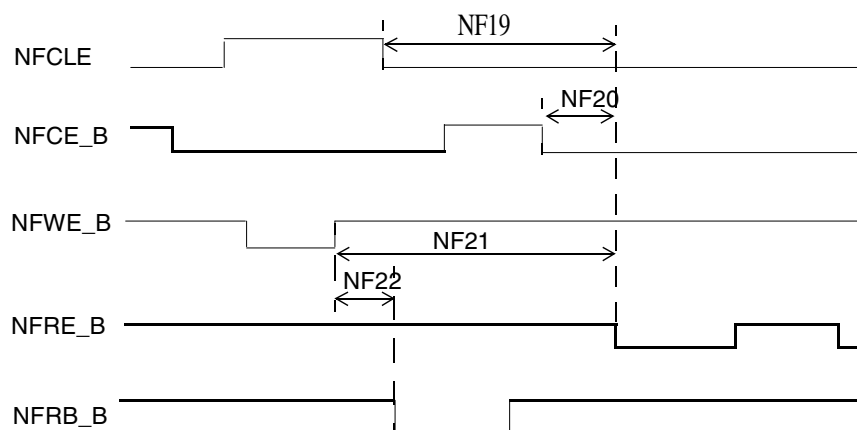 NF19
NFCLE
NF20
NFCE_B
NFWE_B
NF21
NF22
NFRE_B
NFRB_B